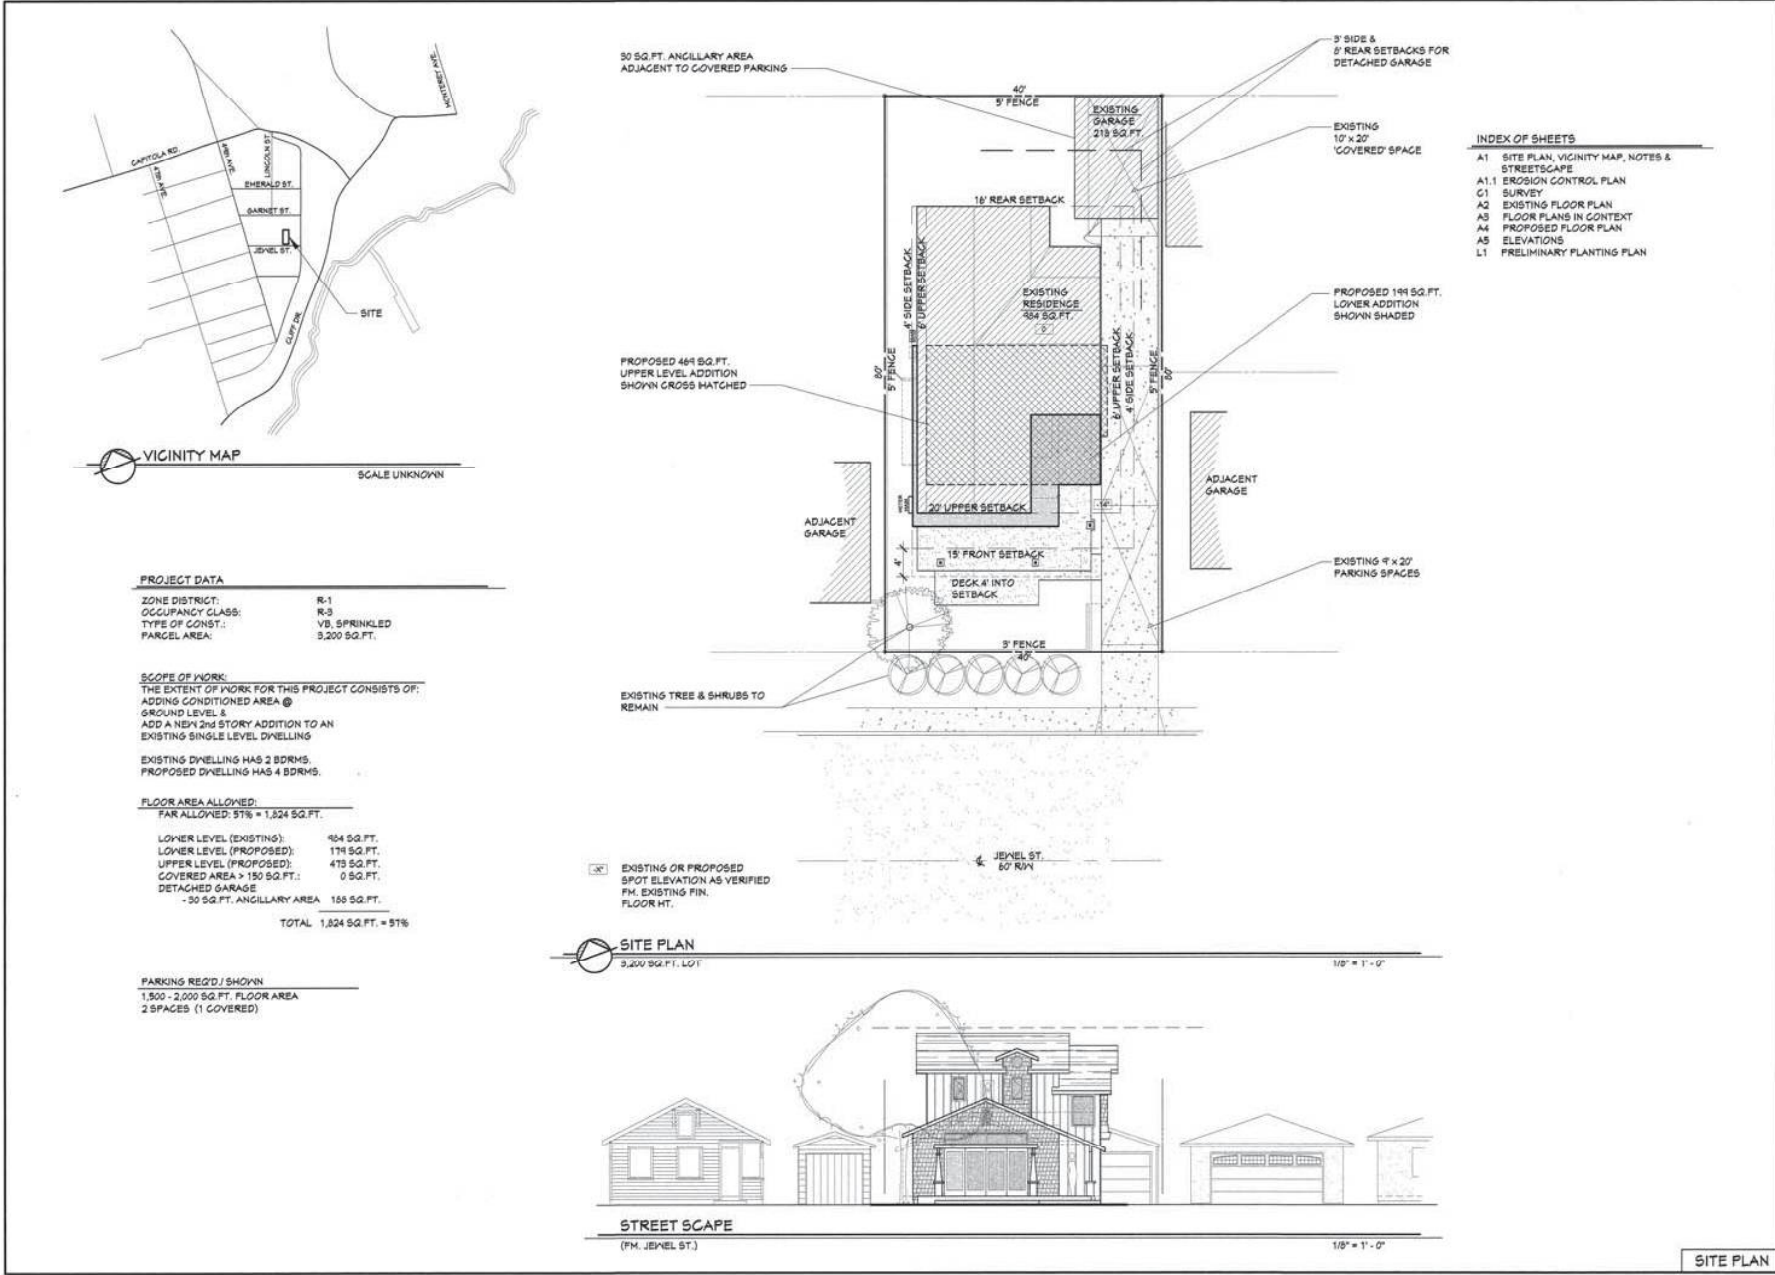 MONTEREY AVE.
CAPITOLA RD.
49th AVE.
LINCOLN ST.
47th AVE.
EMERALD ST.
GARNET ST.
JEWEL ST.
SITE
CLIFF DR.
VICINITY MAP
SCALE UNKNOWN
PROJECT DATA
ZONE DISTRICT: R-1
OCCUPANCY CLASS: R-3
TYPE OF CONST.: VB, SPRINKLED
PARCEL AREA: 3,200 SQ.FT.
SCOPE OF WORK:
THE EXTENT OF WORK FOR THIS PROJECT CONSISTS OF:
ADDING CONDITIONED AREA @
GROUND LEVEL &
ADD A NEW 2nd STORY ADDITION TO AN
EXISTING SINGLE LEVEL DWELLING
EXISTING DWELLING HAS 2 BDRMS.
PROPOSED DWELLING HAS 4 BDRMS.
FLOOR AREA ALLOWED:
FAR ALLOWED: 57% = 1,824 SQ.FT.
LOWER LEVEL (EXISTING): 984 SQ.FT.
LOWER LEVEL (PROPOSED): 179 SQ.FT.
UPPER LEVEL (PROPOSED): 473 SQ.FT.
COVERED AREA > 150 SQ.FT.: 0 SQ.FT.
DETACHED GARAGE
- 30 SQ.FT. ANCILLARY AREA 188 SQ.FT.
TOTAL 1,824 SQ.FT. = 57%
PARKING REQ'D./ SHOWN
1,500 - 2,000 SQ.FT. FLOOR AREA
2 SPACES (1 COVERED)
30 SQ.FT. ANCILLARY AREA
ADJACENT TO COVERED PARKING
3' SIDE &
8' REAR SETBACKS FOR
DETACHED GARAGE
40'
5' FENCE
EXISTING
GARAGE
218 SQ.FT.
EXISTING
10' x 20'
'COVERED' SPACE
16' REAR SETBACK
4' SIDE SETBACK
6' UPPER SETBACK
EXISTING
RESIDENCE
984 SQ.FT.
0
PROPOSED 199 SQ.FT.
LOWER ADDITION
SHOWN SHADED
PROPOSED 469 SQ.FT.
UPPER LEVEL ADDITION
SHOWN CROSS HATCHED
80'
5' FENCE
6' UPPER SETBACK
4' SIDE SETBACK
5' FENCE
80'
ADJACENT
GARAGE
ADJACENT
GARAGE
METER
20' UPPER SETBACK
-14"
15' FRONT SETBACK
4'
DECK 4' INTO
SETBACK
EXISTING 9' x 20'
PARKING SPACES
3' FENCE
40'
EXISTING TREE & SHRUBS TO
REMAIN
JEWEL ST.
60' R/W
-X"
EXISTING OR PROPOSED
SPOT ELEVATION AS VERIFIED
FM. EXISTING FIN.
FLOOR HT.
SITE PLAN
3,200 SQ.FT. LOT
1/8" = 1' - 0"
INDEX OF SHEETS
A1 SITE PLAN, VICINITY MAP, NOTES &
STREETSCAPE
A1.1 EROSION CONTROL PLAN
C1 SURVEY
A2 EXISTING FLOOR PLAN
A3 FLOOR PLANS IN CONTEXT
A4 PROPOSED FLOOR PLAN
A5 ELEVATIONS
L1 PRELIMINARY PLANTING PLAN
STREET SCAPE
(FM. JEWEL ST.)
1/8" = 1' - 0"
SITE PLAN